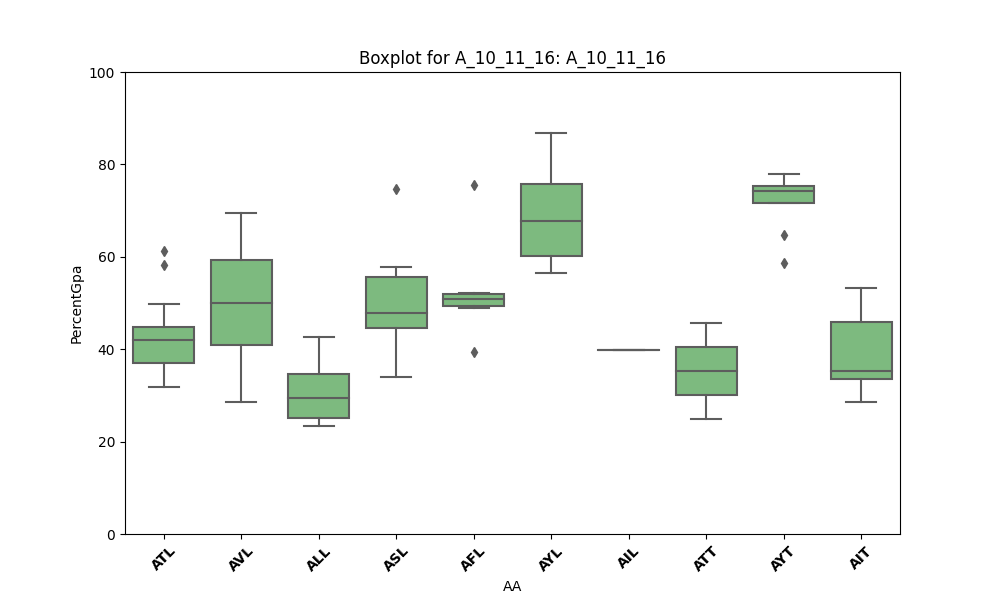 Boxplot for A_10_11_16: A_10_11_16
100
80
60
40
20
0
PercentGpa
ATL AVL ALL ASL AFL AYL AIL ATT AYT AIT
AA